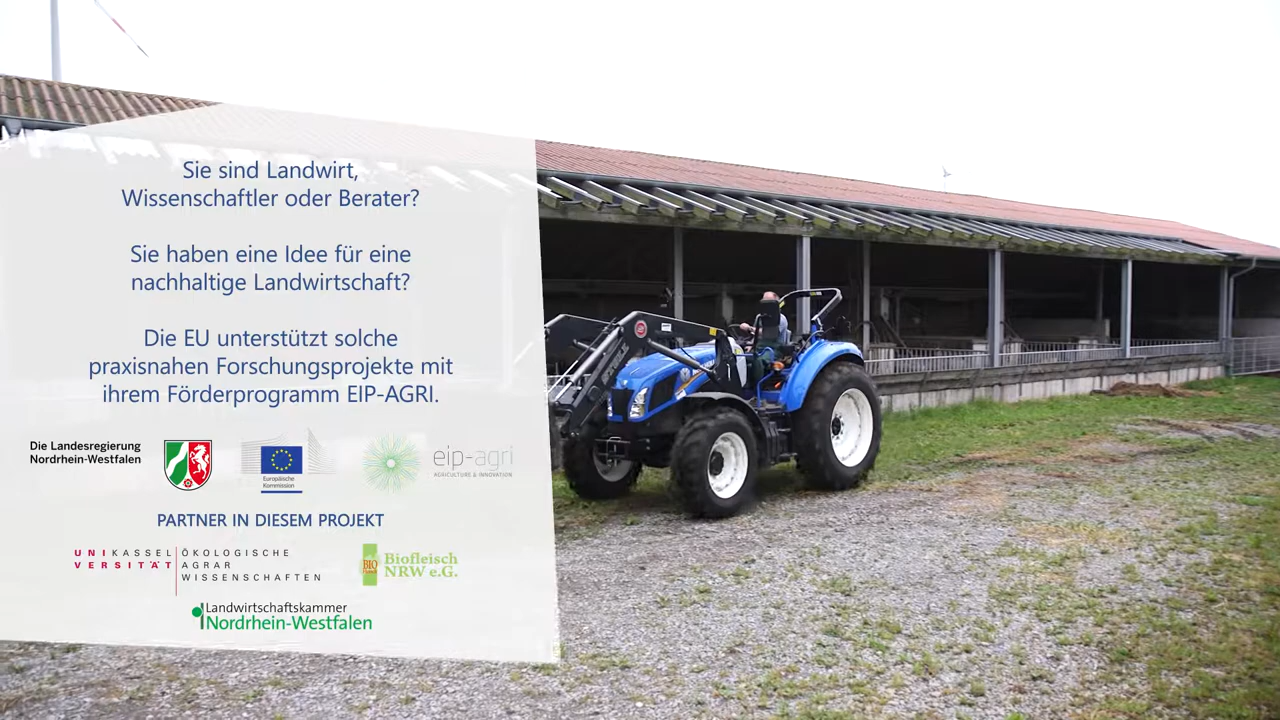 Sie sind Landwirt,
Wissenschaftler oder Berater?
Sie haben eine Idee für eine
nachhaltige Landwirtschaft?
Die EU unterstützt solche
praxisnahen Forschungsprojekte mit
ihrem Förderprogramm EIP-AGRI.
Die Landesregierung
Nordrhein-Westfalen
Europäische
Kommission
eip-agri
AGRICULTURE & INNOVATION
PARTNER IN DIESEM PROJEKT
UNIKASSEL
VERSITÄT
ÖKOLOGISCHE
AGRAR
WISSENSCHAFTEN
BIO
Biofleisch
NRW e.G.
Landwirtschaftskammer
Nordrhein-Westfalen